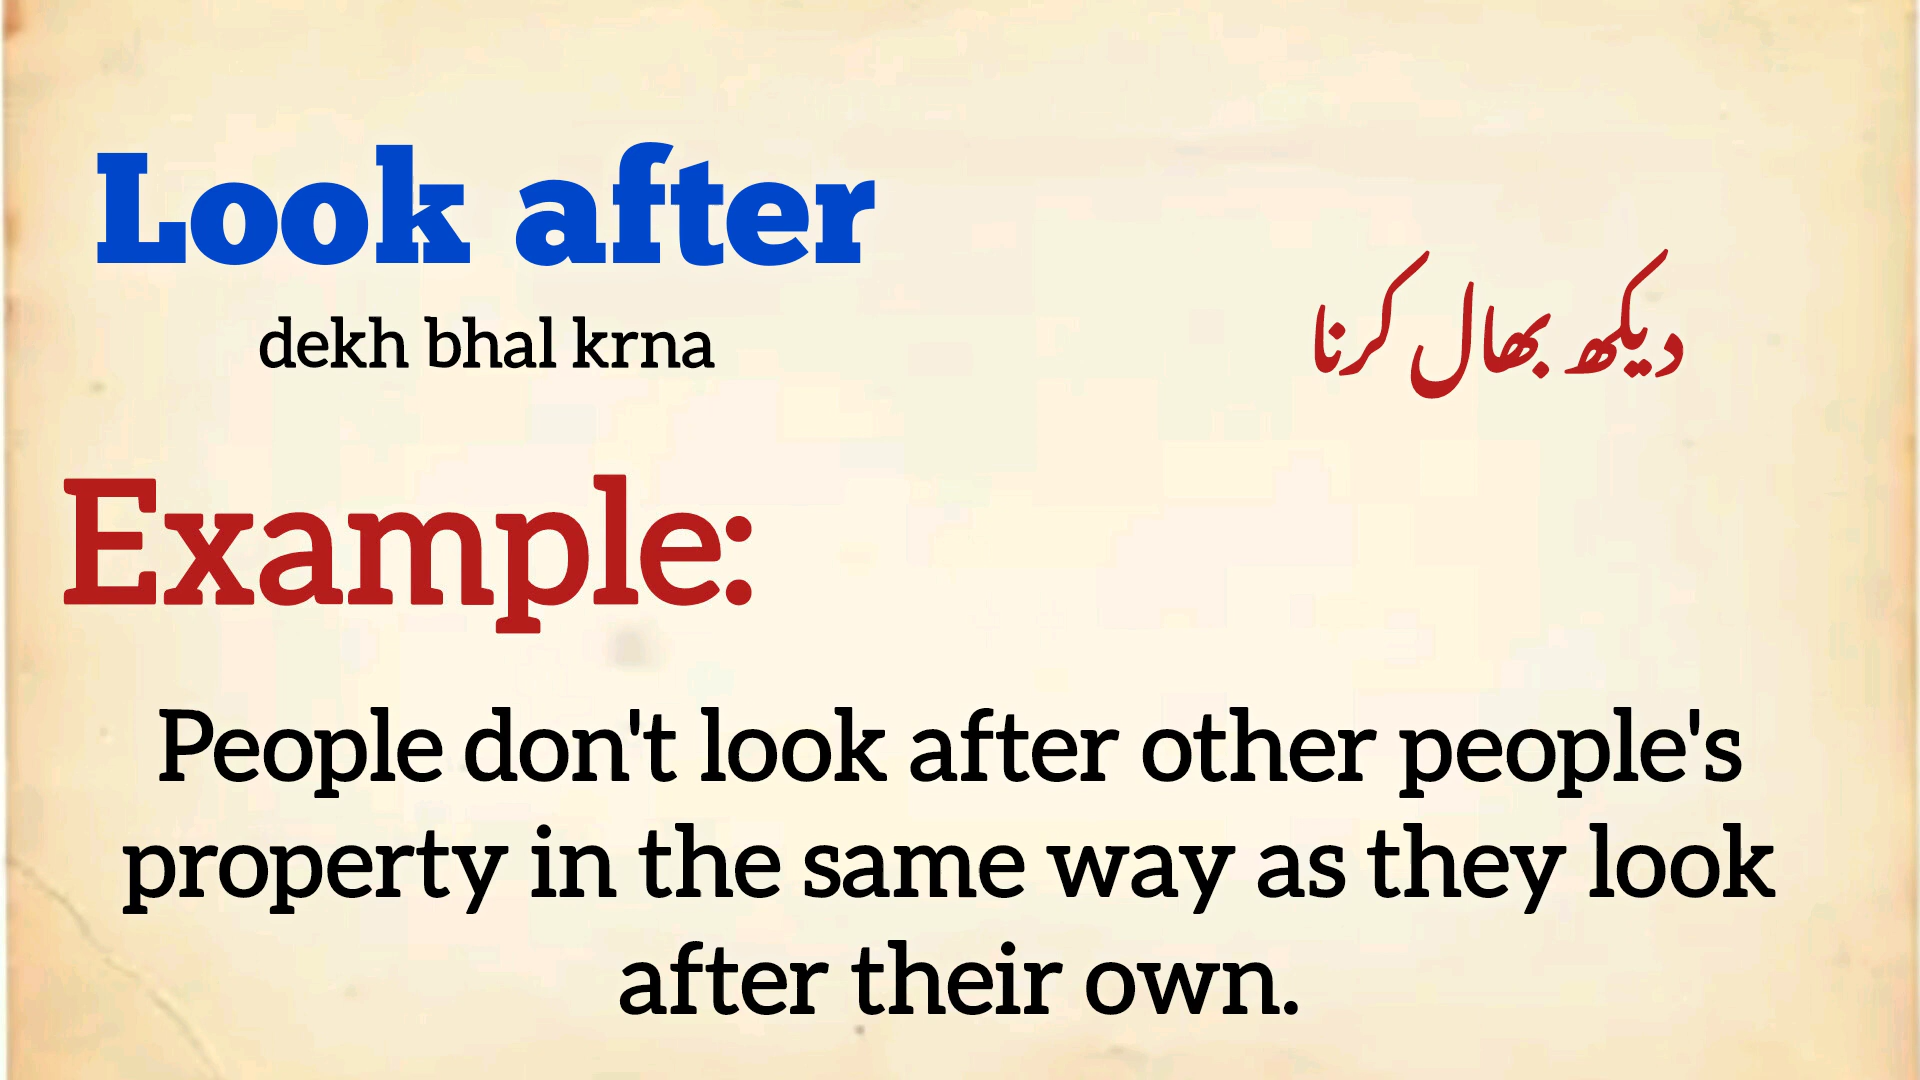 Look after
dekh bhal krna
دیکھ بھال کرنا
Example:
People don't look after other people's
property in the same way as they look
after their own.